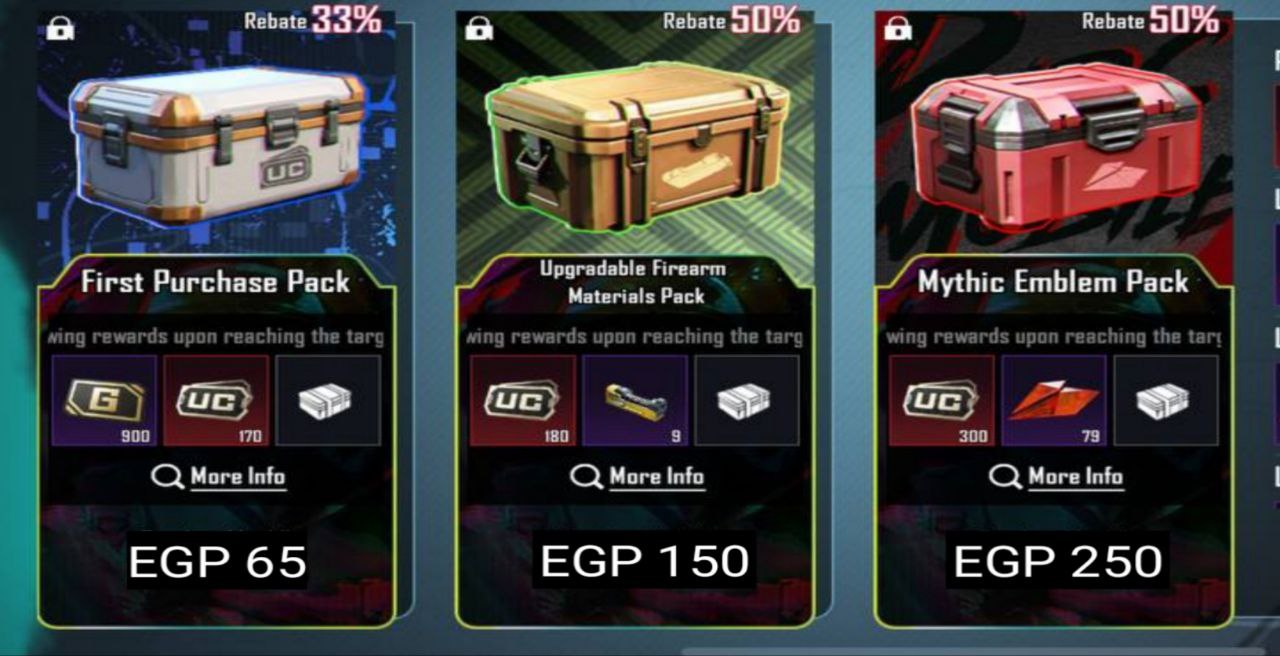 Rebate 33%
UC
First Purchase Pack
wing rewards upon reaching the targ
G
900
UC
170
More Info
EGP 65
Rebate 50%
Upgradable Firearm
Materials Pack
wing rewards upon reaching the targ
UC
180
9
More Info
EGP 150
Rebate 50%
Mythic Emblem Pack
wing rewards upon reaching the targ
UC
300
79
More Info
EGP 250